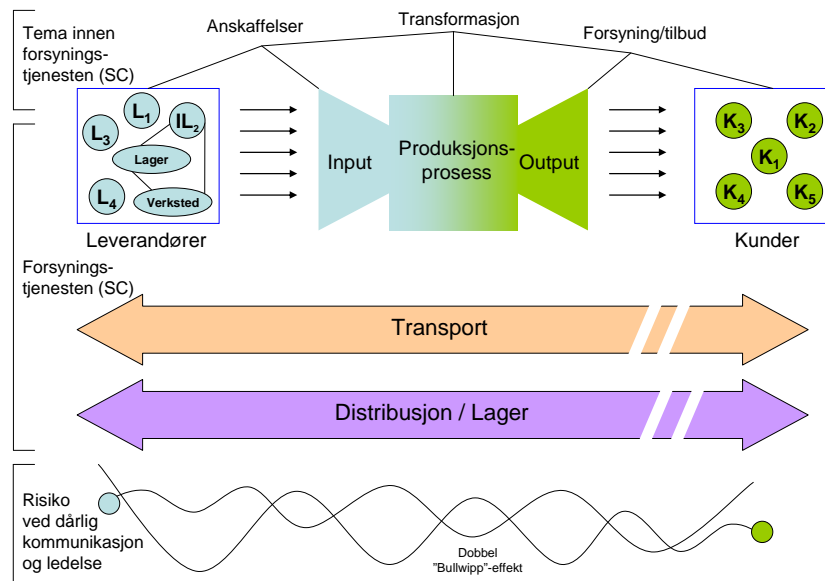 Tema innen
forsynings-
tjenesten (SC)
Anskaffelser
Transformasjon
Forsyning/tilbud
L1
L3
IL2
Lager
L4
Verksted
Leverandører
Input
Produksjons-
prosess
Output
K3
K2
K1
K4
K5
Kunder
Forsynings-
tjenesten (SC)
Transport
Distribusjon / Lager
Risiko
ved dårlig
kommunikasjon
og ledelse
Dobbel
"Bullwipp"-effekt